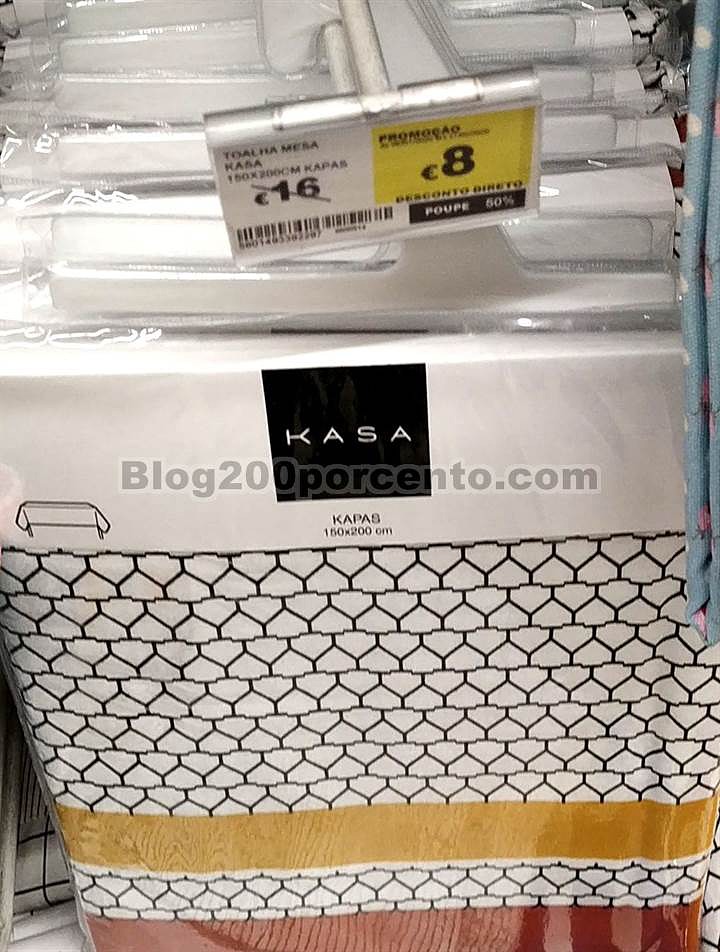 TOALHA MESA
KASA
150X200CM KAPAS
€16
PROMOÇÃO
€8
DESCONTO DIRETO
POUPE 50%
KASA
Blog200porcento.com
KAPAS
150x200 cm